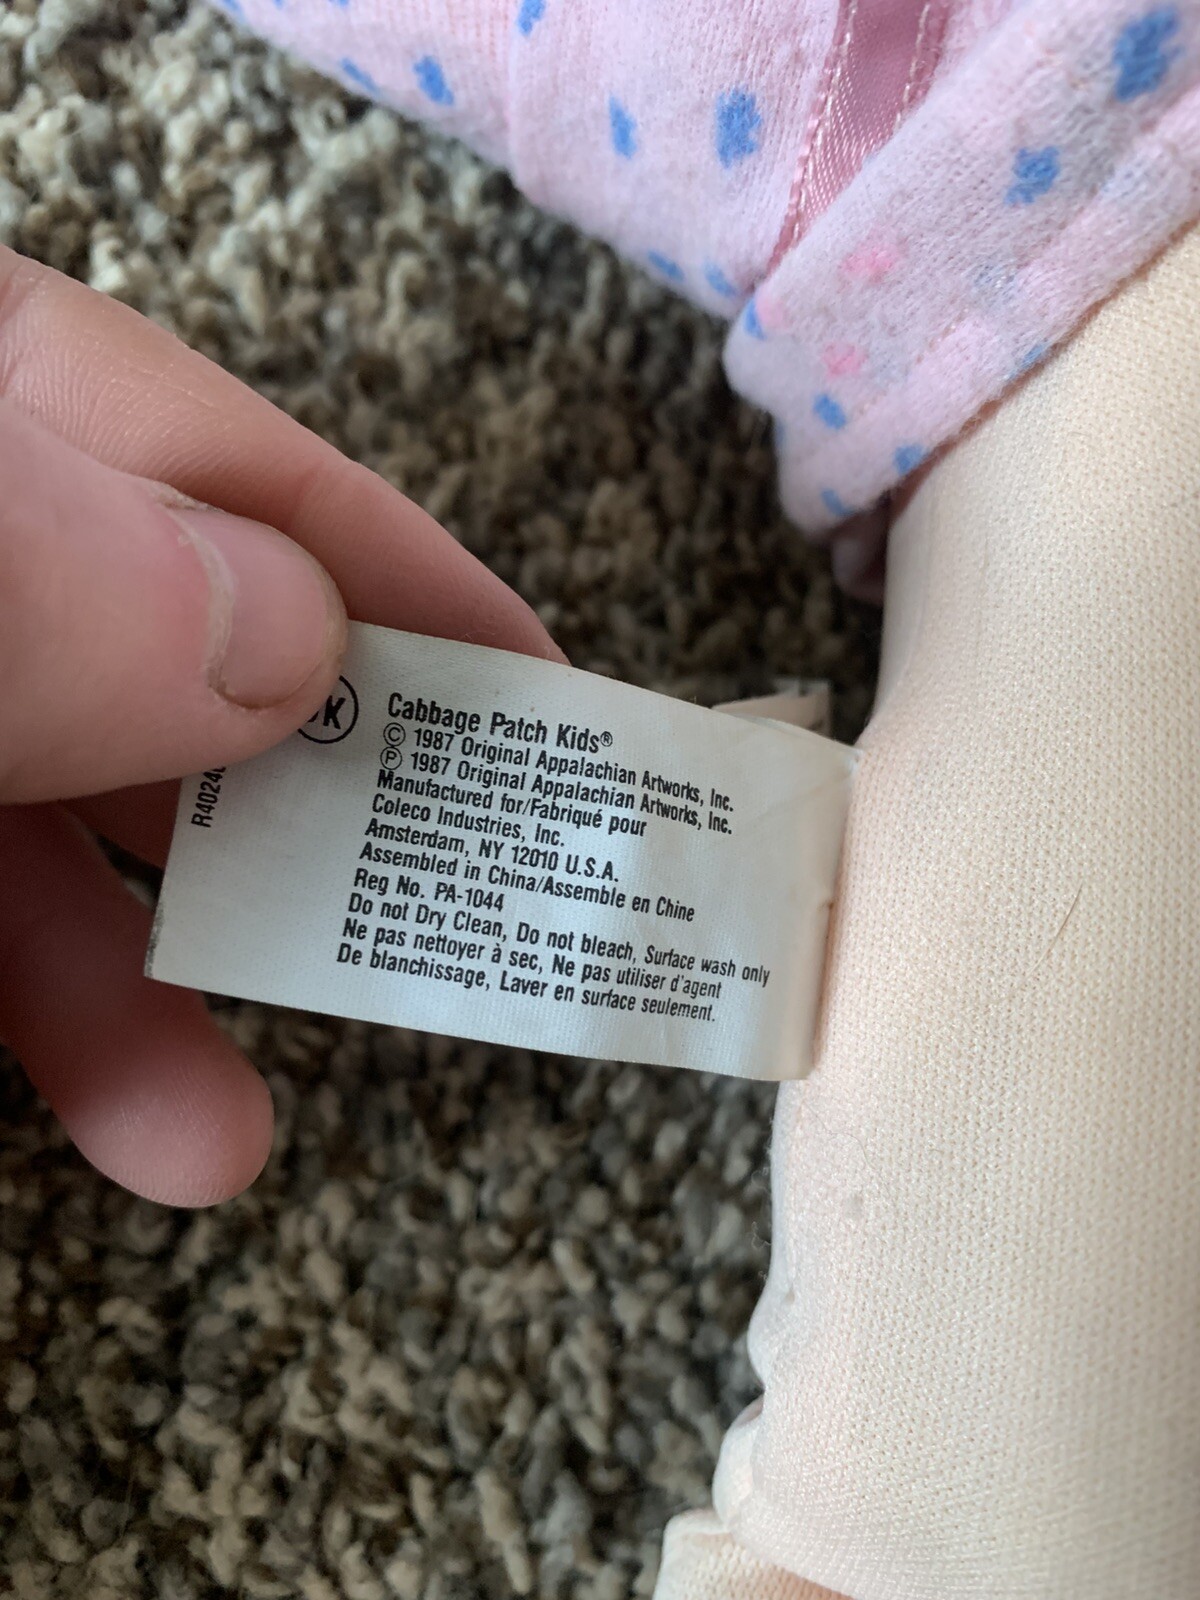 Cabbage Patch Kids®
© 1987 Original Appalachian Artworks, Inc.
℗ 1987 Original Appalachian Artworks, Inc.
Manufactured for/Fabriqué pour
Coleco Industries, Inc.
Amsterdam, NY 12010 U.S.A.
Assembled in China/Assemble en Chine
Reg No. PA-1044
Do not Dry Clean, Do not bleach, Surface wash only
Ne pas nettoyer à sec, Ne pas utiliser d'agent
De blanchissage, Laver en surface seulement.